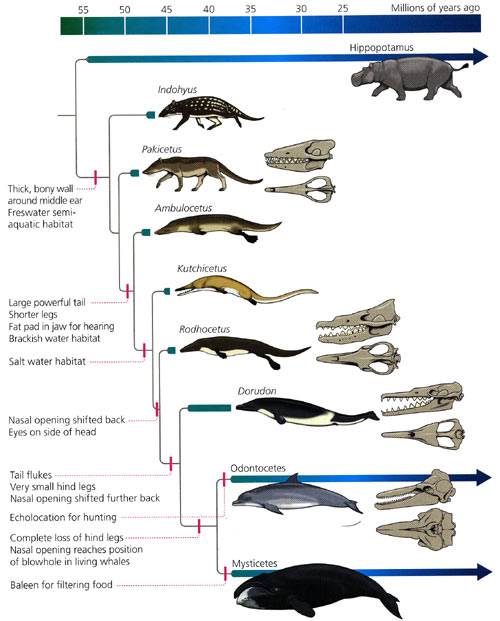 55 50 45 40 35 30 25 Millions of years ago
Hippopotamus
Indohyus
Pakicetus
Thick, bony wall
around middle ear
Freswater semi-
aquatic habitat
Ambulocetus
Kutchicetus
Large powerful tail
Shorter legs
Fat pad in jaw for hearing
Brackish water habitat
Rodhocetus
Salt water habitat
Dorudon
Nasal opening shifted back
Eyes on side of head
Odontocetes
Tail flukes
Very small hind legs
Nasal opening shifted further back
Echolocation for hunting
Complete loss of hind legs
Nasal opening reaches position
of blowhole in living whales
Mysticetes
Baleen for filtering food